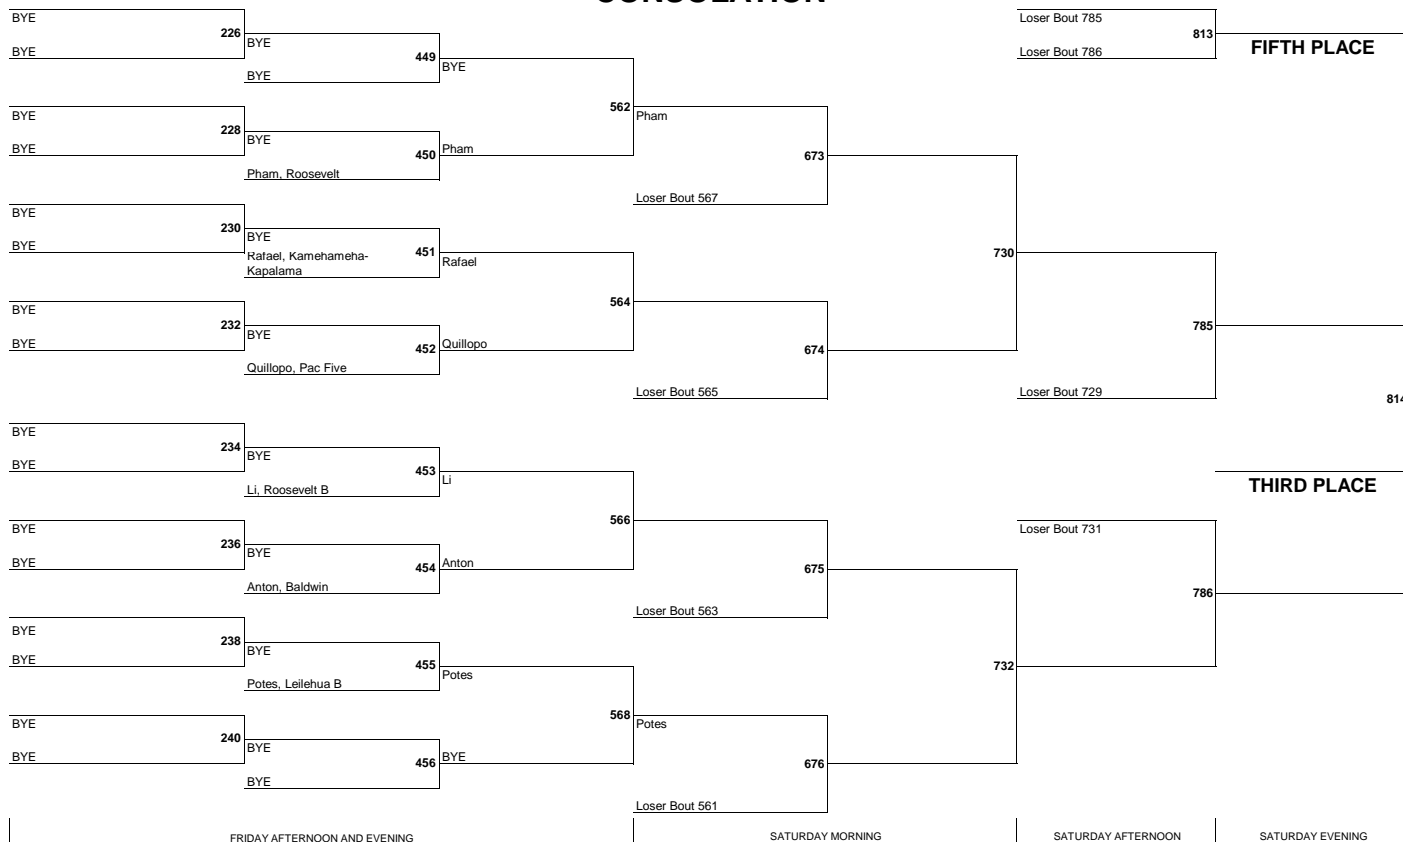 CONSOLATION
BYE
226
BYE
BYE
449
BYE
BYE
BYE
228
BYE
BYE
450
Pham, Roosevelt
Pham
562
Pham
673
Loser Bout 567
BYE
230
BYE
BYE
451
Rafael, Kamehameha-
Kapalama
Rafael
564
BYE
232
BYE
BYE
452
Quillopo, Pac Five
Quillopo
674
Loser Bout 565
730
785
Loser Bout 729
Loser Bout 785
813
Loser Bout 786
FIFTH PLACE
814
BYE
234
BYE
BYE
453
Li, Roosevelt B
Li
566
BYE
236
BYE
BYE
454
Anton, Baldwin
Anton
675
Loser Bout 563
BYE
238
BYE
BYE
455
Potes, Leilehua B
Potes
568
Potes
BYE
240
BYE
BYE
456
BYE
BYE
676
Loser Bout 561
732
Loser Bout 731
786
THIRD PLACE
FRIDAY AFTERNOON AND EVENING
SATURDAY MORNING
SATURDAY AFTERNOON
SATURDAY EVENING